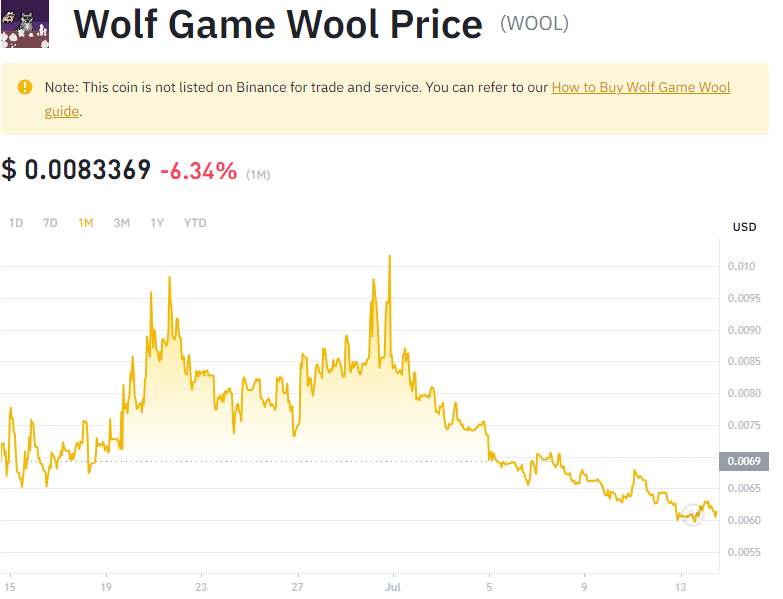 Wolf Game Wool Price (WOOL)
Note: This coin is not listed on Binance for trade and service. You can refer to our How to Buy Wolf Game Wool
guide.
$ 0.0083369 -6.34% (1M)
1D 7D 1M 3M 1Y YTD
USD
0.010
0.0095
0.0090
0.0085
0.0080
0.0075
0.0069
0.0065
0.0060
0.0055
15 19 23 27 Jul 5 9 13